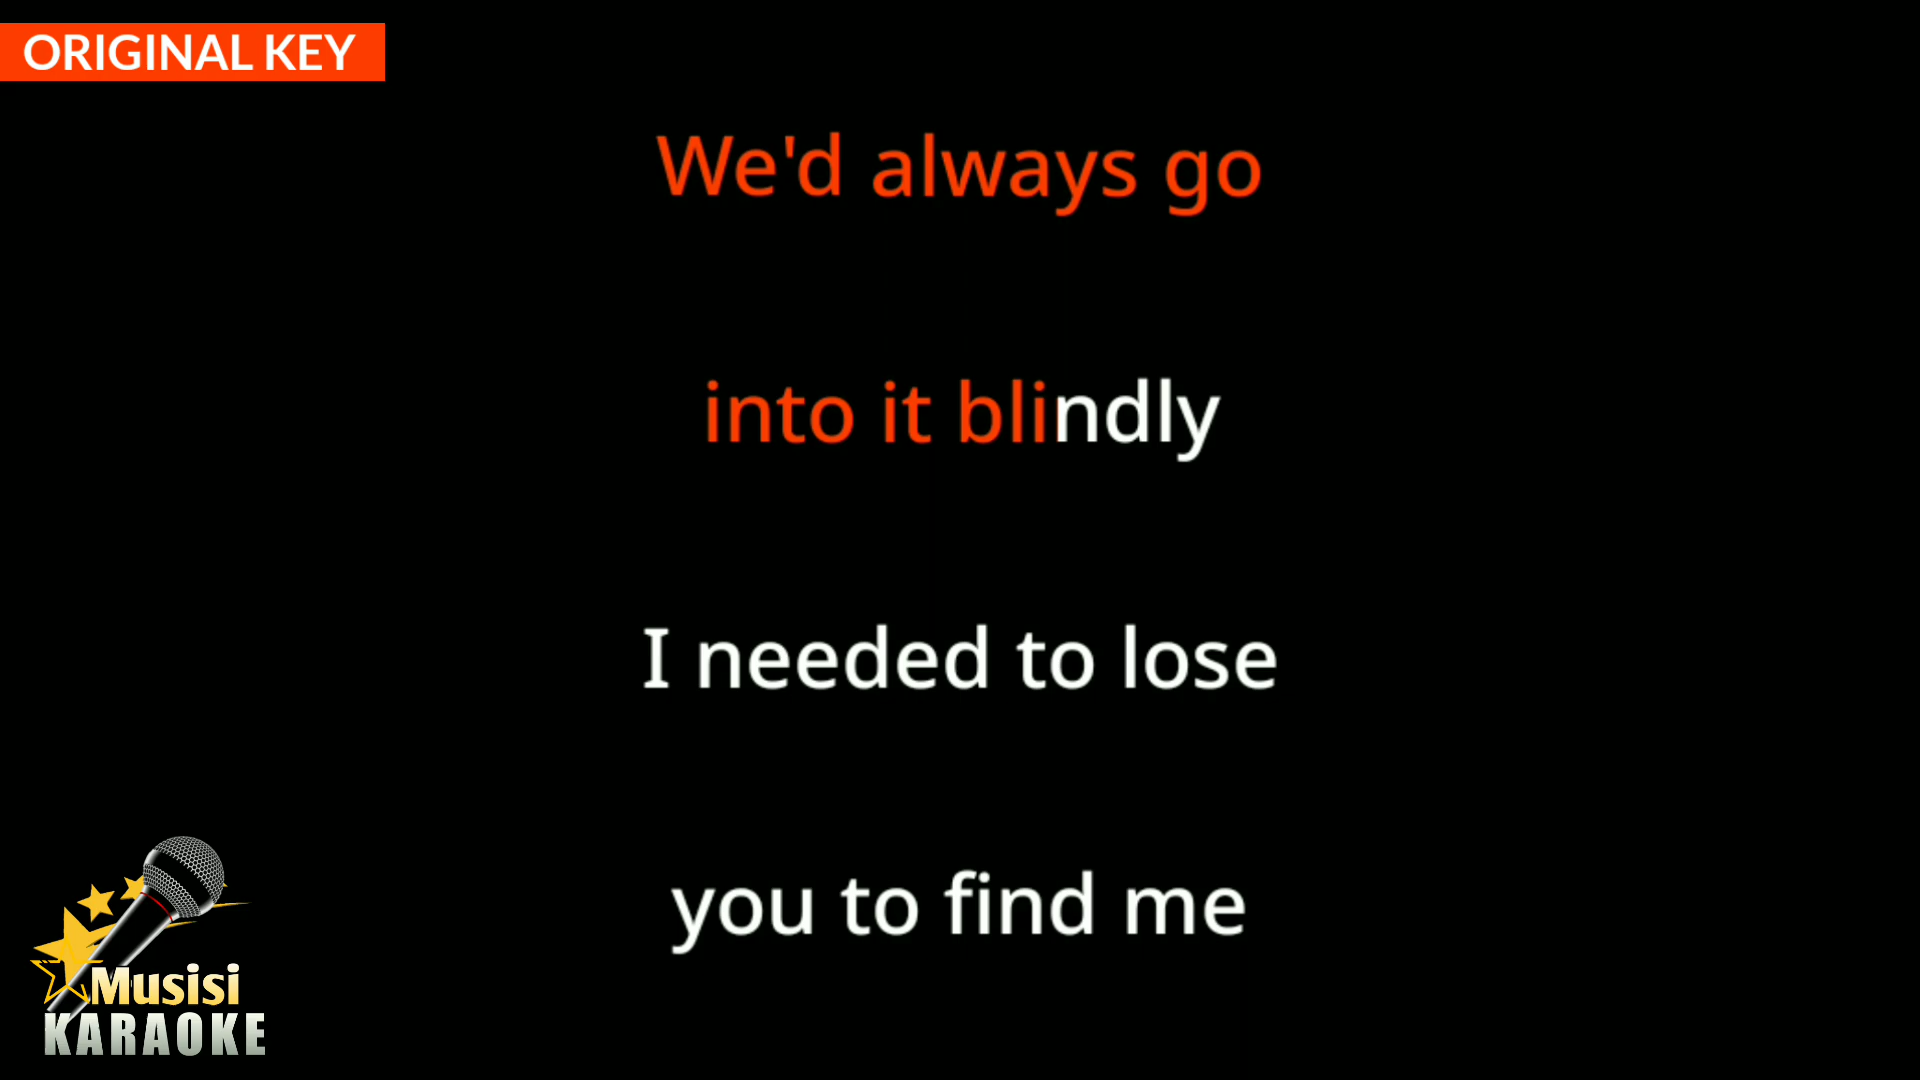 ORIGINAL KEY
We'd always go
into it blindly
I needed to lose
you to find me
Musisi
KARAOKE